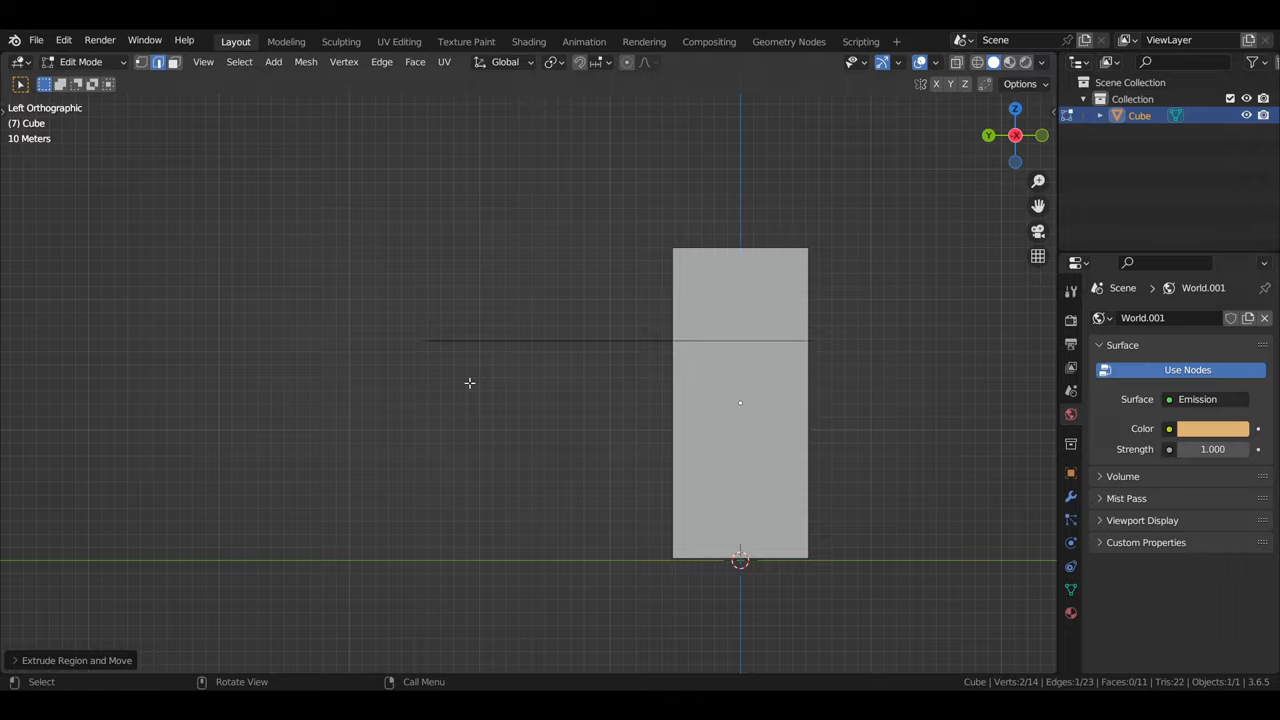 File Edit Render Window Help Layout Modeling Sculpting UV Editing Texture Paint Shading Animation Rendering Compositing Geometry Nodes Scripting + Scene ViewLayer
Edit Mode View Select Add Mesh Vertex Edge Face UV Global
X Y Z Options
Left Orthographic
(7) Cube
10 Meters
Z
Y -X
Scene Collection
Collection
Cube
Scene > World.001
World.001
Surface
Use Nodes
Surface Emission
Color
Strength 1.000
Volume
Mist Pass
Viewport Display
Custom Properties
Extrude Region and Move
Select Rotate View Call Menu Cube | Verts:2/14 | Edges:1/23 | Faces:0/11 | Tris:22 | Objects:1/1 | 3.6.5